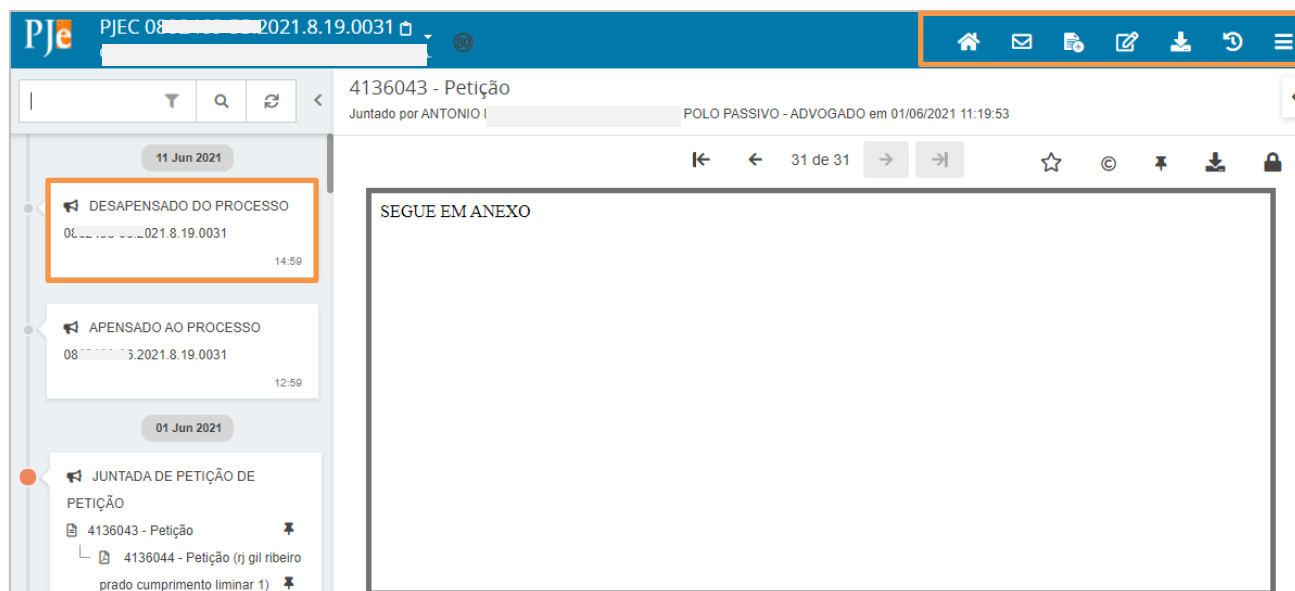 PJe
PJEC 08 2021.8.19.0031
80
4136043 - Petição
Juntado por ANTONIO POLO PASSIVO - ADVOGADO em 01/06/2021 11:19:53
31 de 31
11 Jun 2021
DESAPENSADO DO PROCESSO
2021.8.19.0031
14:59
APENSADO AO PROCESSO
08 2021.8.19.0031
12:59
01 Jun 2021
JUNTADA DE PETIÇÃO DE
PETIÇÃO
4136043 - Petição
4136044 - Petição (rj gil ribeiro
prado cumprimento liminar 1)
SEGUE EM ANEXO
©